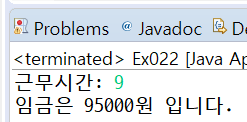 Problems @ Javadoc
<terminated> Ex022 [Java Ap
근무시간: 9
임금은 95000원 입니다.